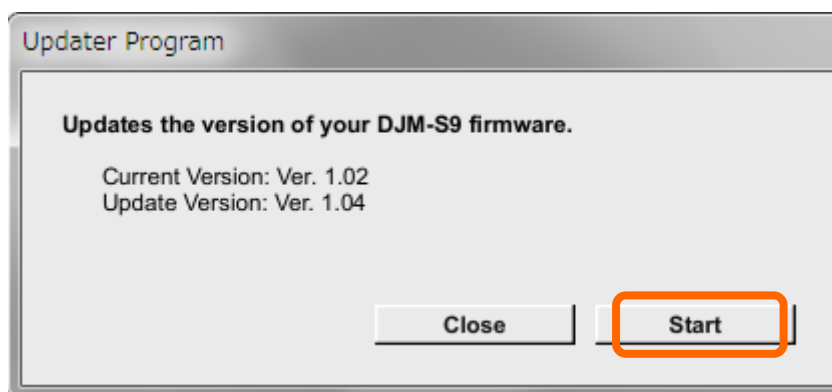 Updater Program
Updates the version of your DJM-S9 firmware.
Current Version: Ver. 1.02
Update Version: Ver. 1.04
Close Start